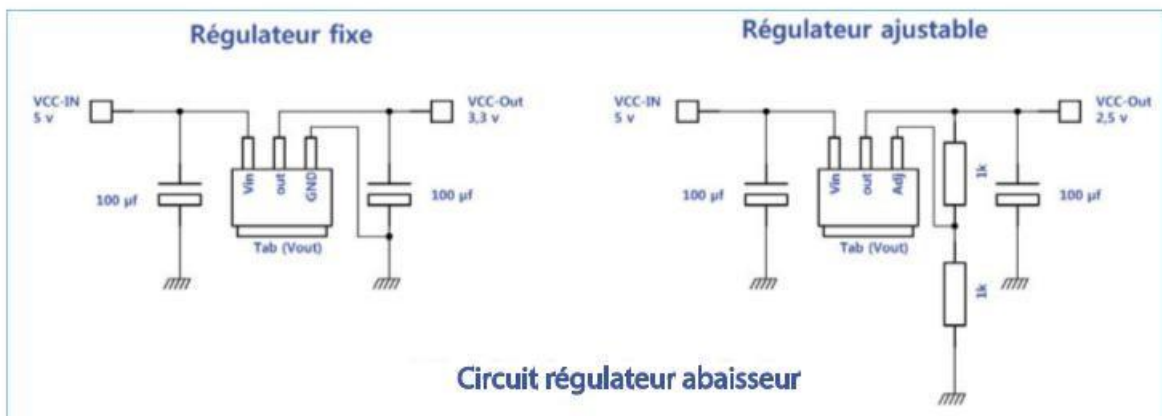 Régulateur fixe
VCC-IN
5 v
VCC-Out
3,3 v
Vin
out
GND
100 µf
100 µf
Tab (Vout)
Régulateur ajustable
VCC-IN
5 v
VCC-Out
2,5 v
Vin
out
Adj
1k
100 µf
100 µf
Tab (Vout)
1k
Circuit régulateur abaisseur